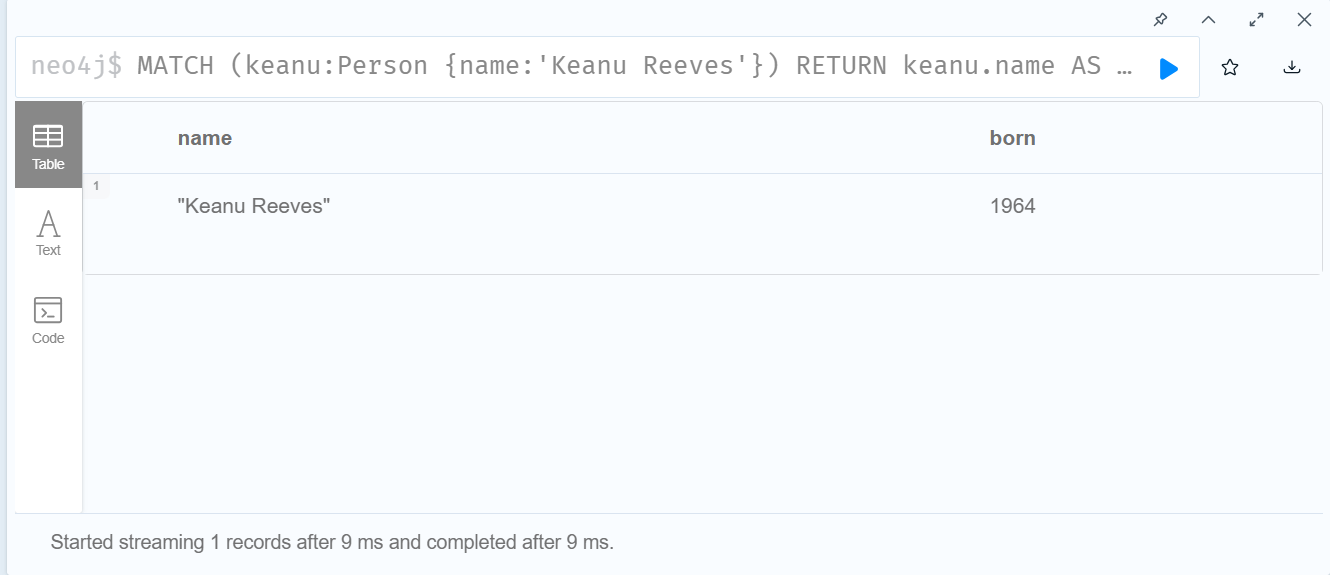 neo4j$ MATCH (keanu:Person {name:'Keanu Reeves'}) RETURN keanu.name AS …
Table
name born
1
"Keanu Reeves" 1964
Text
Code
Started streaming 1 records after 9 ms and completed after 9 ms.